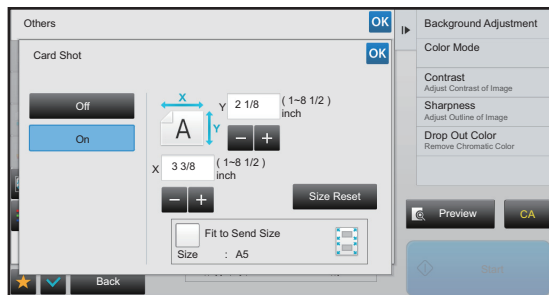 Others
OK
Card Shot
OK
Off
On
X
Y
A
Y 2 1/8 ( 1~8 1/2 )
inch
X 3 3/8 ( 1~8 1/2 )
inch
Size Reset
Fit to Send Size
Size : A5
Back
Background Adjustment
Color Mode
Contrast
Adjust Contrast of Image
Sharpness
Adjust Outline of Image
Drop Out Color
Remove Chromatic Color
Preview
CA
Start